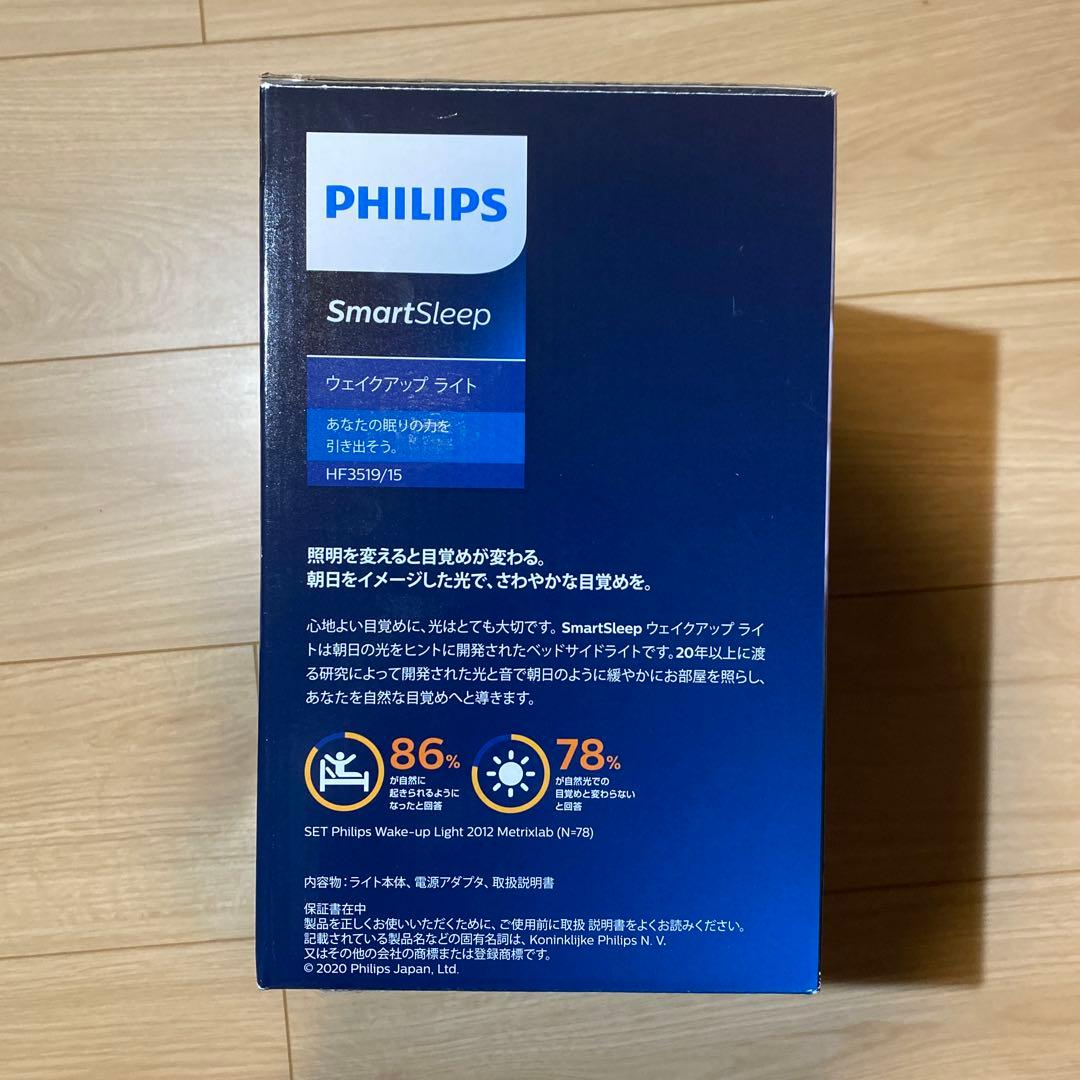 PHILIPS
SmartSleep
ウェイクアップ ライト
あなたの眠りの力を
引き出そう。
HF3519/15
照明を変えると目覚めが変わる。
朝日をイメージした光で、さわやかな目覚めを。
心地よい目覚めに、光はとても大切です。SmartSleep ウェイクアップ ライ
トは朝日の光をヒントに開発されたベッドサイドライトです。20年以上に渡
る研究によって開発された光と音で朝日のように緩やかにお部屋を照らし、
あなたを自然な目覚めへと導きます。
86%
が自然に
起きられるように
なったと回答
78%
が自然光での
目覚めと変わらない
と回答
SET Philips Wake-up Light 2012 Metrixlab (N=78)
内容物：ライト本体、電源アダプタ、取扱説明書
保証書在中
製品を正しくお使いいただくために、ご使用前に取扱 説明書をよくお読みください。
記載されている製品名などの固有名詞は、Koninklijke Philips N. V.
又はその他の会社の商標または登録商標です。
© 2020 Philips Japan, Ltd.